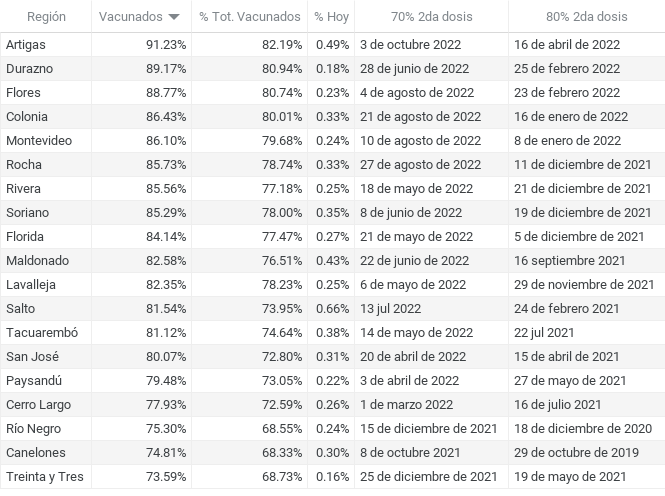 Región Vacunados % Tot. Vacunados % Hoy 70% 2da dosis 80% 2da dosis
Artigas 91.23% 82.19% 0.49% 3 de octubre 2022 16 de abril de 2022
Durazno 89.17% 80.94% 0.18% 28 de junio de 2022 25 de febrero 2022
Flores 88.77% 80.74% 0.23% 4 de agosto de 2022 23 de febrero 2022
Colonia 86.43% 80.01% 0.33% 21 de agosto de 2022 16 de enero de 2022
Montevideo 86.10% 79.68% 0.24% 10 de agosto de 2022 8 de enero de 2022
Rocha 85.73% 78.74% 0.33% 27 de agosto de 2022 11 de diciembre de 2021
Rivera 85.56% 77.18% 0.25% 18 de mayo de 2022 21 de diciembre de 2021
Soriano 85.29% 78.00% 0.35% 8 de junio de 2022 19 de diciembre de 2021
Florida 84.14% 77.47% 0.27% 21 de mayo de 2022 5 de diciembre de 2021
Maldonado 82.58% 76.51% 0.43% 22 de junio de 2022 16 septiembre 2021
Lavalleja 82.35% 78.23% 0.25% 6 de mayo de 2022 29 de noviembre de 2021
Salto 81.54% 73.95% 0.66% 13 jul 2022 24 de febrero 2021
Tacuarembó 81.12% 74.64% 0.38% 14 de mayo de 2022 22 jul 2021
San José 80.07% 72.80% 0.31% 20 de abril de 2022 15 de abril de 2021
Paysandú 79.48% 73.05% 0.22% 3 de abril de 2022 27 de mayo de 2021
Cerro Largo 77.93% 72.59% 0.26% 1 de marzo 2022 16 de julio 2021
Río Negro 75.30% 68.55% 0.24% 15 de diciembre de 2021 18 de diciembre de 2020
Canelones 74.81% 68.33% 0.30% 8 de octubre 2021 29 de octubre de 2019
Treinta y Tres 73.59% 68.73% 0.16% 25 de diciembre de 2021 19 de mayo de 2021